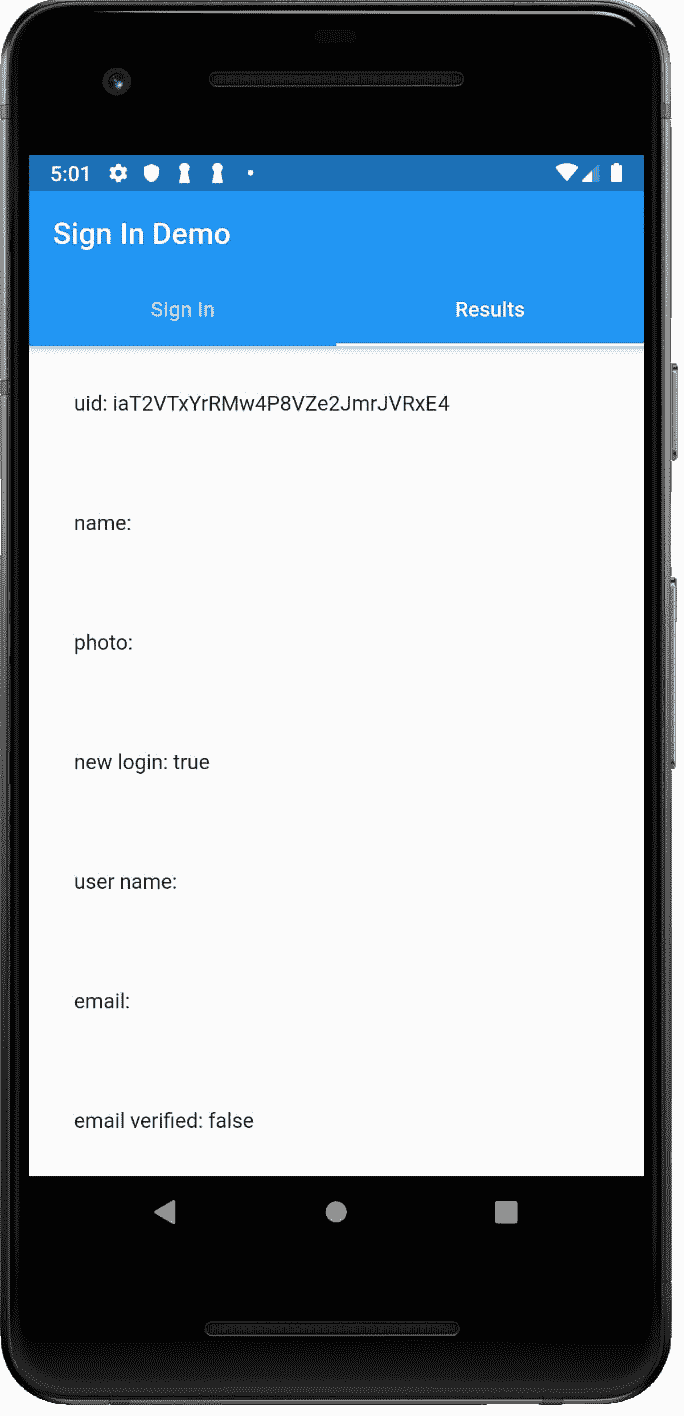 5:01
Sign In Demo
Sign In
Results
uid: iaT2VTxYrRMw4P8VZe2JmrJVRxE4
name:
photo:
new login: true
user name:
email:
email verified: false